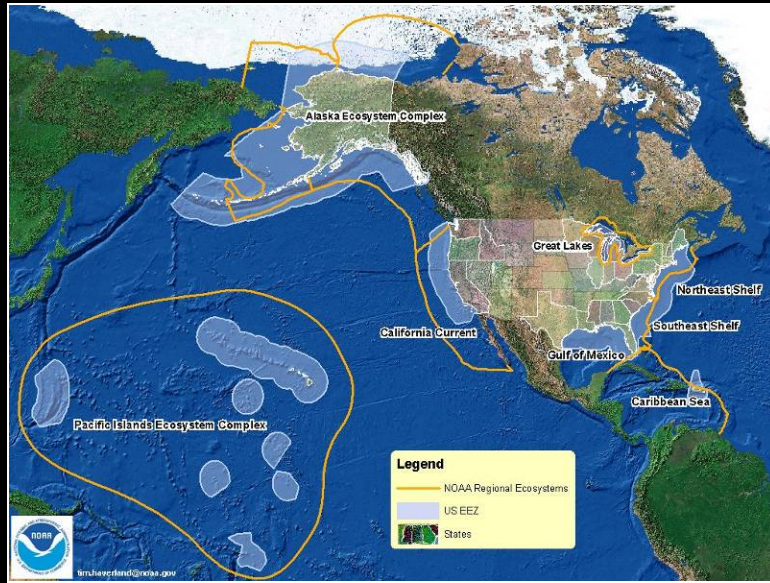 Alaska Ecosystem Complex
Great Lakes
Northeast Shelf
California Current
Southeast Shelf
Gulf of Mexico
Caribbean Sea
Pacific Islands Ecosystem Complex
Legend
NOAA Regional Ecosystems
US EEZ
States
NOAA
tim.haverland@noaa.gov